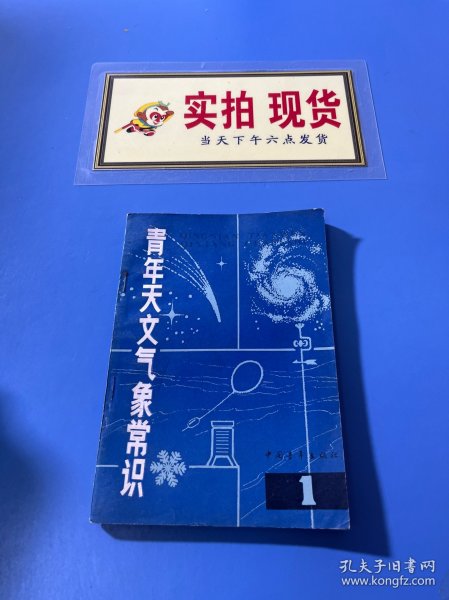 实拍 现货
当天下午六点发货
青年天文气象常识
中国青年出版社
1
孔夫子旧书网
www.kongfz.com